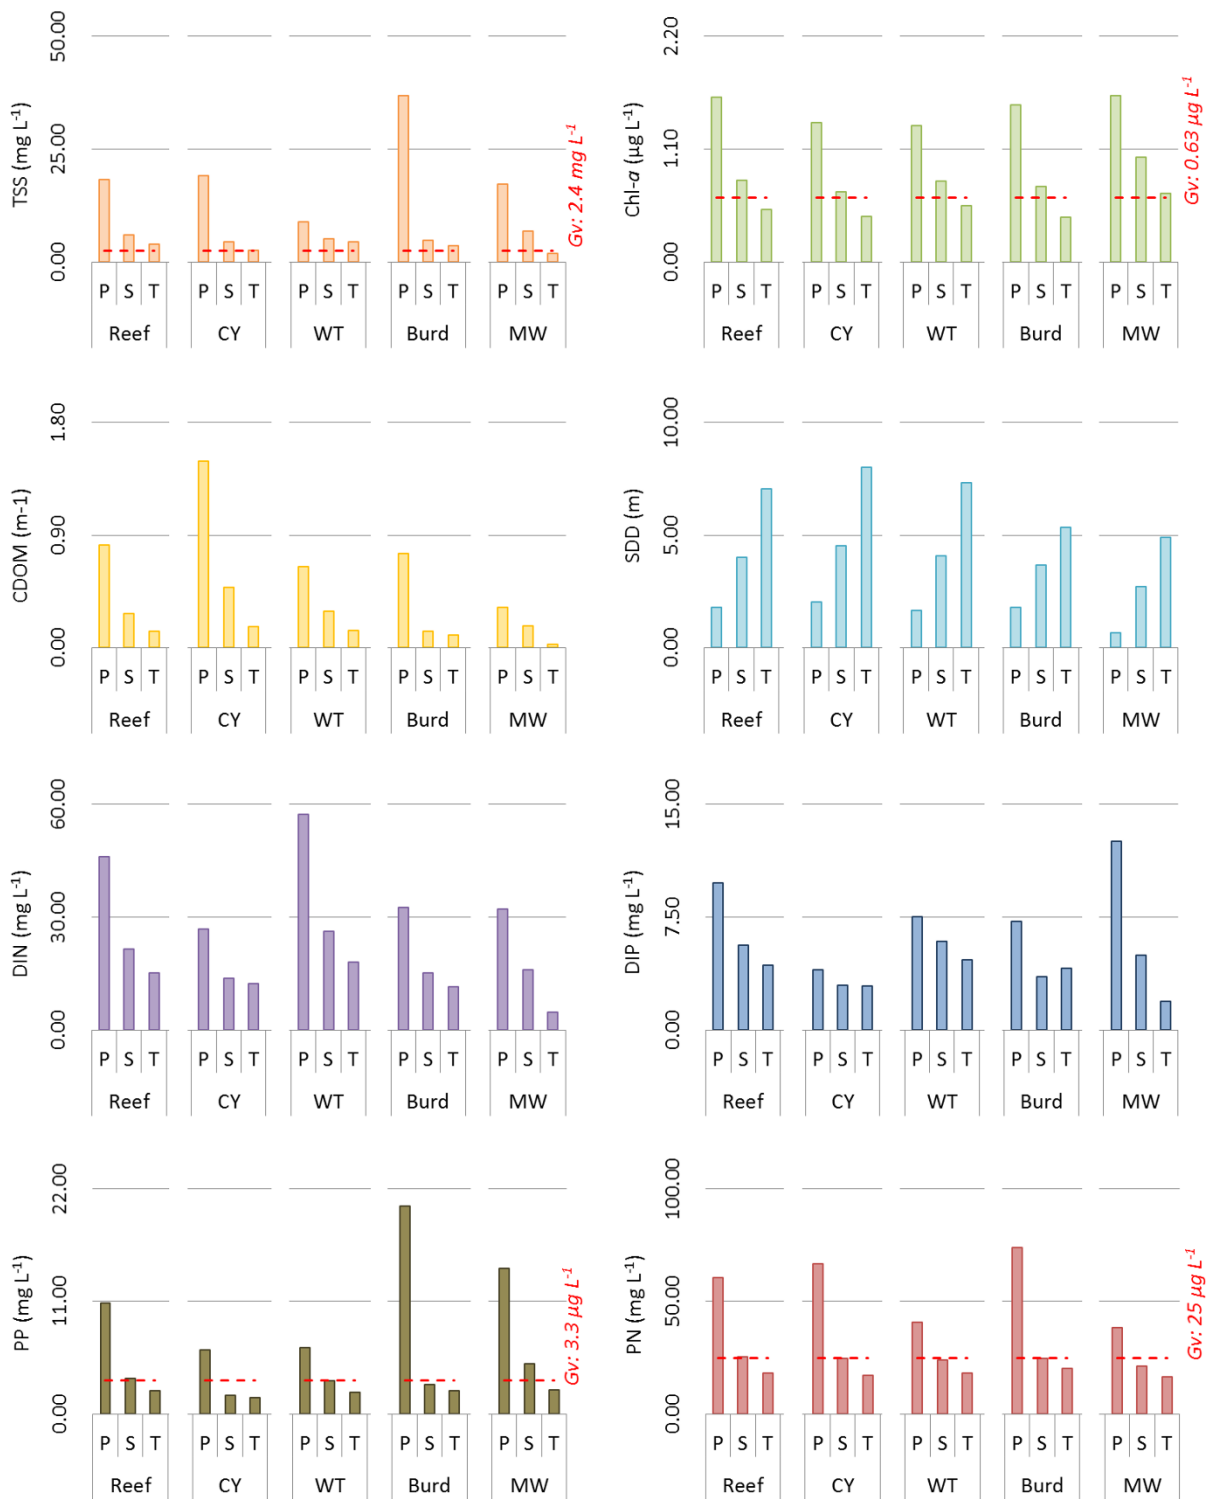 TSS (mg L-1)
50.00
25.00
0.00
Gv: 2.4 mg L-1
P S T P S T P S T P S T P S T
Reef CY WT Burd MW
Chl-a (µg L-1)
2.20
1.10
0.00
Gv: 0.63 µg L-1
P S T P S T P S T P S T P S T
Reef CY WT Burd MW
CDOM (m-1)
1.80
0.90
0.00
P S T P S T P S T P S T P S T
Reef CY WT Burd MW
SDD (m)
10.00
5.00
0.00
P S T P S T P S T P S T P S T
Reef CY WT Burd MW
DIN (mg L-1)
60.00
30.00
0.00
P S T P S T P S T P S T P S T
Reef CY WT Burd MW
DIP (mg L-1)
15.00
7.50
0.00
P S T P S T P S T P S T P S T
Reef CY WT Burd MW
PP (mg L-1)
22.00
11.00
0.00
Gv: 3.3 µg L-1
P S T P S T P S T P S T P S T
Reef CY WT Burd MW
PN (mg L-1)
100.00
50.00
0.00
Gv: 25 µg L-1
P S T P S T P S T P S T P S T
Reef CY WT Burd MW